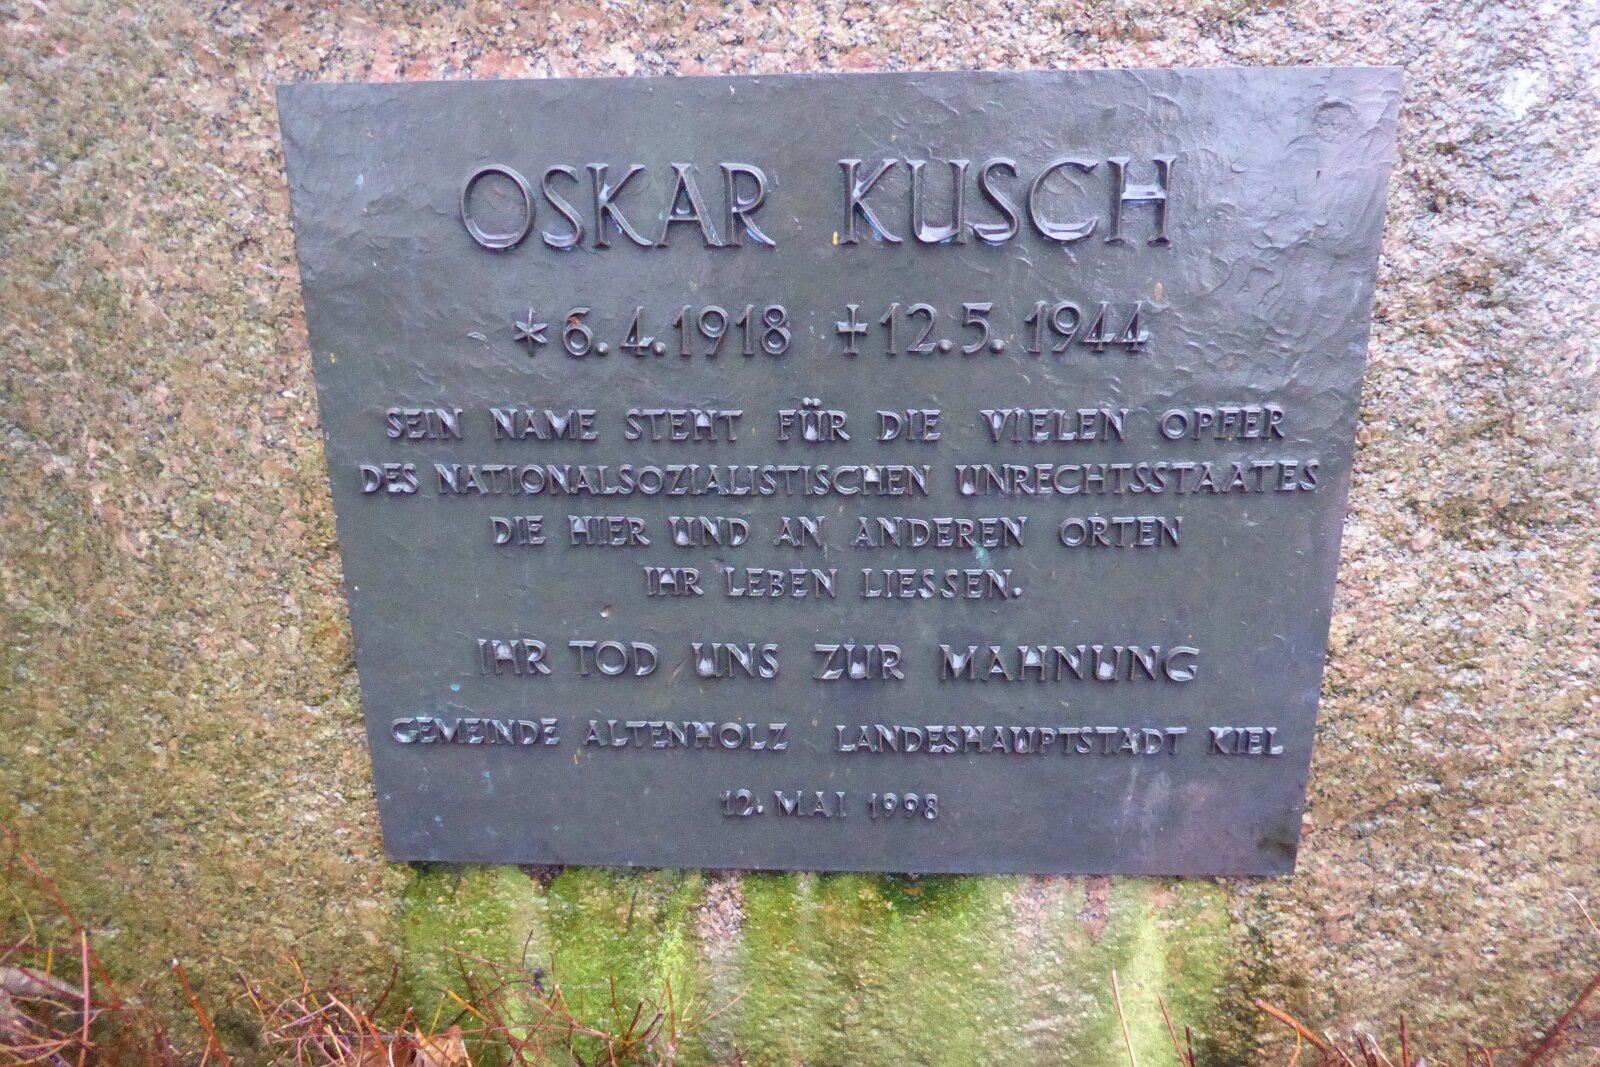 OSKAR KUSCH
* 6.4.1918 ✝ 12.5.1944
SEIN NAME STEHT FÜR DIE VIELEN OPFER
DES NATIONALSOZIALISTISCHEN UNRECHTSSTAATES
DIE HIER UND AN ANDEREN ORTEN
IHR LEBEN LIESSEN.
IHR TOD UNS ZUR MAHNUNG
GEMEINDE ALTENHOLZ LANDESHAUPTSTADT KIEL
12. MAI 1998